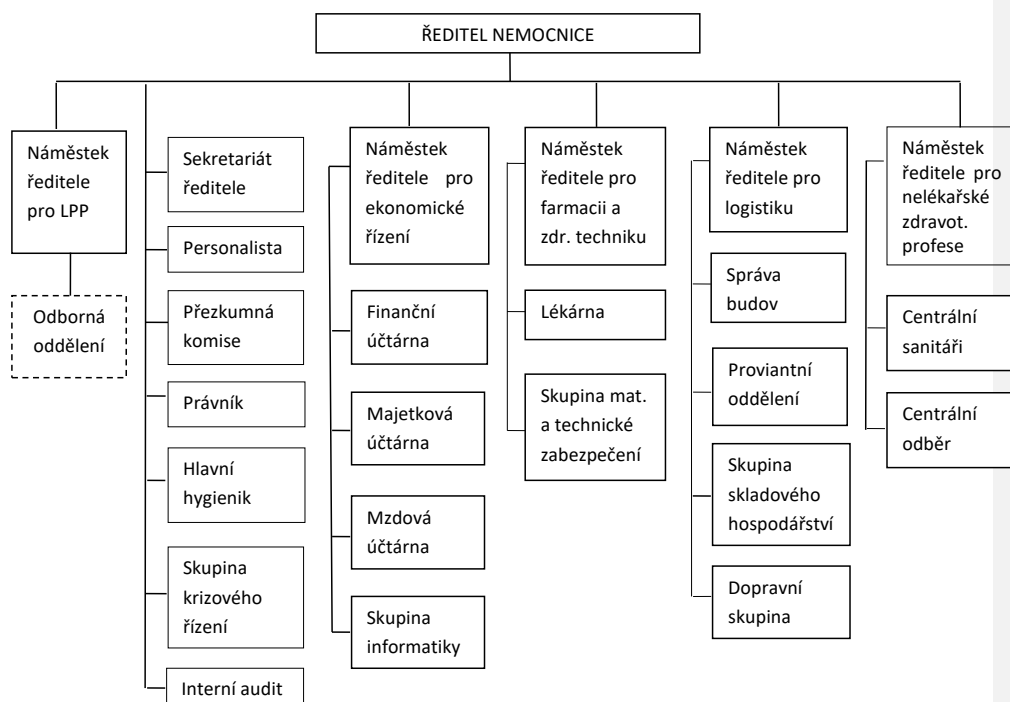 ŘEDITEL NEMOCNICE
Náměstek
ředitele
pro LPP
Odborná
oddělení
Sekretariát
ředitele
Personalista
Přezkumná
komise
Právník
Hlavní
hygienik
Skupina
krizového
řízení
Interní audit
Náměstek
ředitele pro
ekonomické
řízení
Finanční
účtárna
Majetková
účtárna
Mzdová
účtárna
Skupina
informatiky
Náměstek
ředitele pro
farmacii a
zdr. techniku
Lékárna
Skupina mat.
a technické
zabezpečení
Náměstek
ředitele pro
logistiku
Správa
budov
Proviantní
oddělení
Skupina
skladového
hospodářství
Dopravní
skupina
Náměstek
ředitele pro
nelékařské
zdravot.
profese
Centrální
sanitáři
Centrální
odběr